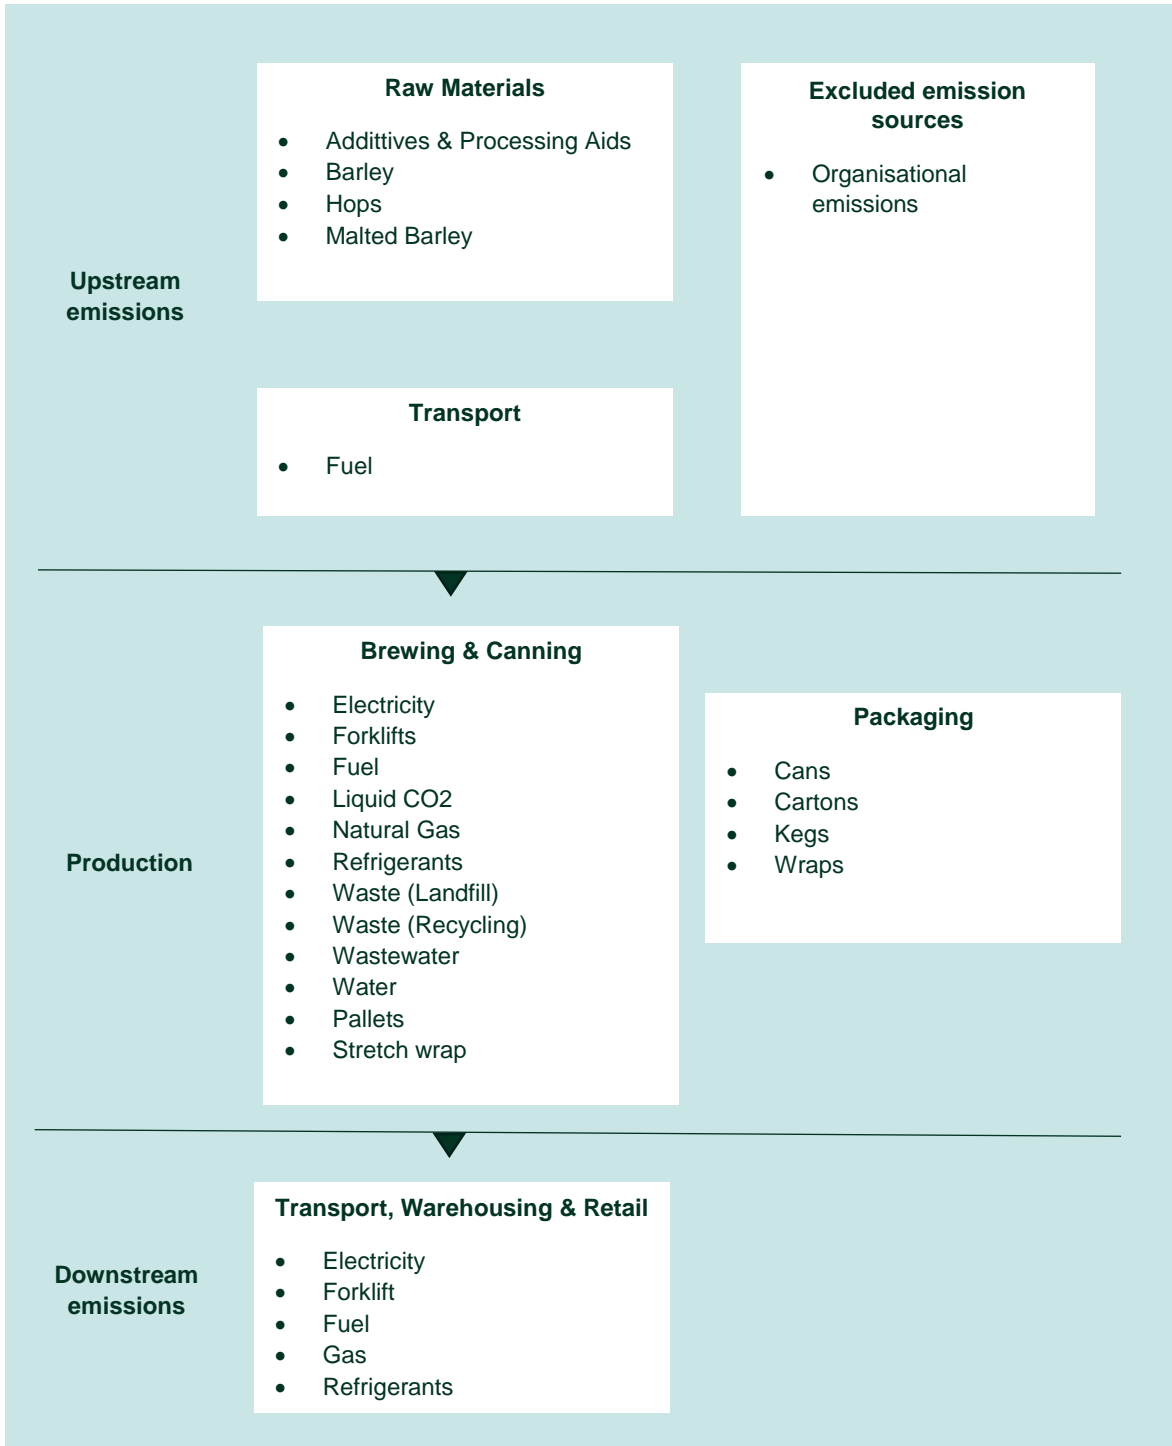 Upstream
emissions
Raw Materials
• Addittives & Processing Aids
• Barley
• Hops
• Malted Barley
Transport
• Fuel
Excluded emission
sources
• Organisational
emissions
Production
Brewing & Canning
• Electricity
• Forklifts
• Fuel
• Liquid CO2
• Natural Gas
• Refrigerants
• Waste (Landfill)
• Waste (Recycling)
• Wastewater
• Water
• Pallets
• Stretch wrap
Packaging
• Cans
• Cartons
• Kegs
• Wraps
Downstream
emissions
Transport, Warehousing & Retail
• Electricity
• Forklift
• Fuel
• Gas
• Refrigerants